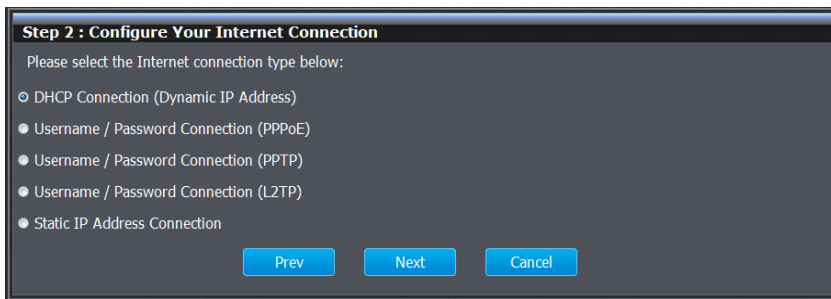 Step 2 : Configure Your Internet Connection
Please select the Internet connection type below:
DHCP Connection (Dynamic IP Address)
Username / Password Connection (PPPoE)
Username / Password Connection (PPTP)
Username / Password Connection (L2TP)
Static IP Address Connection
Prev Next Cancel